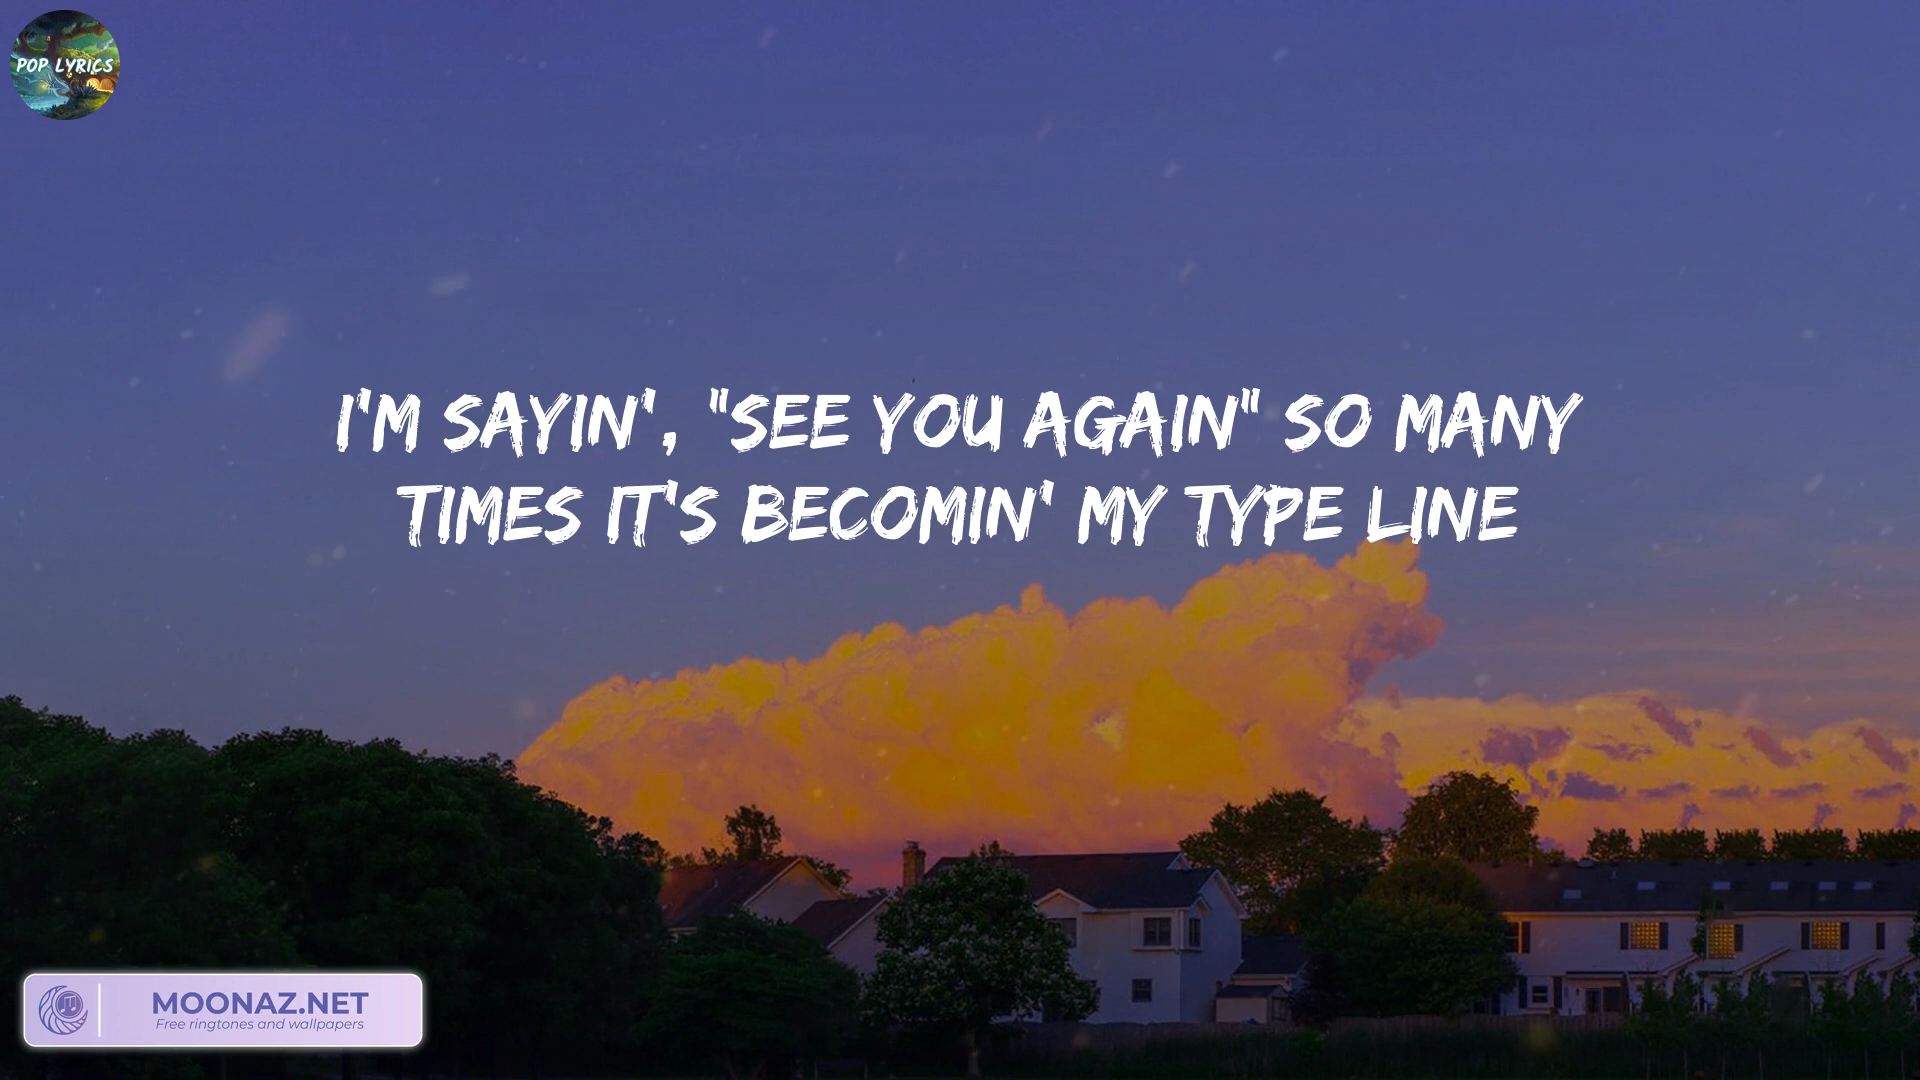 POP LYRICS
I'M SAYIN', "SEE YOU AGAIN" SO MANY
TIMES IT'S BECOMIN' MY TYPE LINE
MOONAZ.NET
Free ringtones and wallpapers